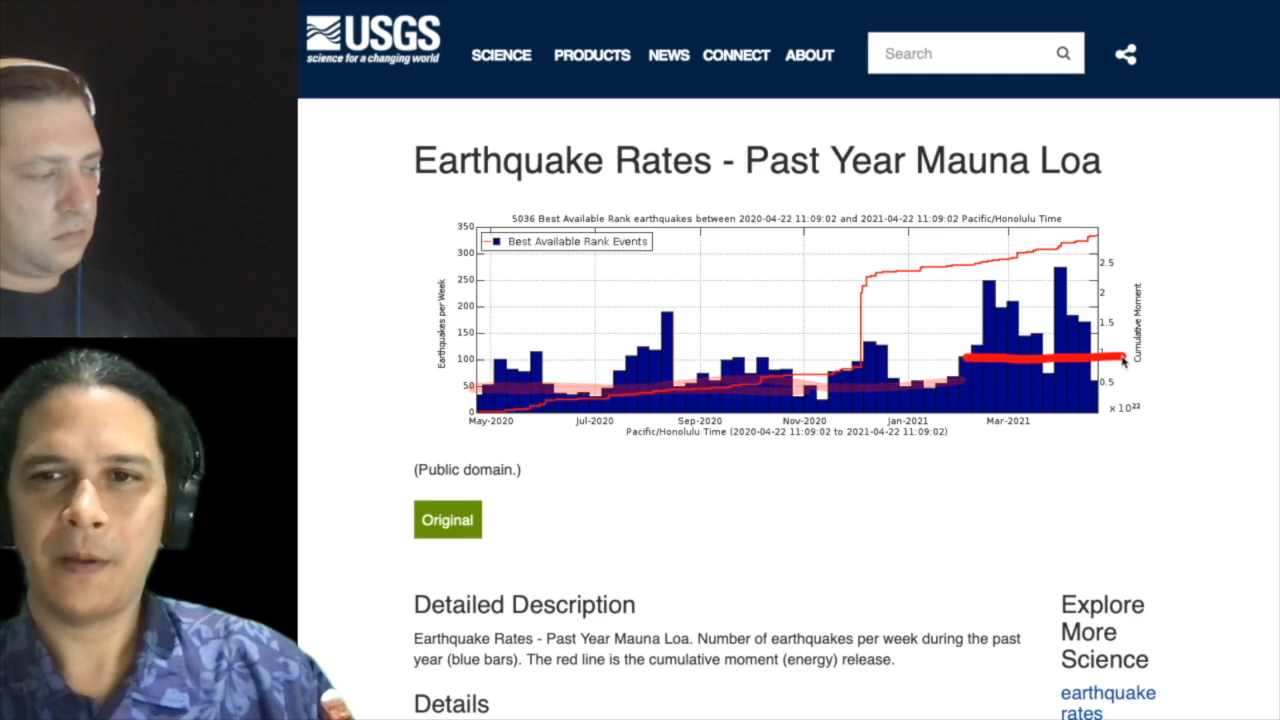 USGS
science for a changing world
SCIENCE PRODUCTS NEWS CONNECT ABOUT
Search
Earthquake Rates - Past Year Mauna Loa
5036 Best Available Rank earthquakes between 2020-04-22 11:09:02 and 2021-04-22 11:09:02 Pacific/Honolulu Time
Best Available Rank Events
Earthquakes per Week
350
300
250
200
150
100
50
0
2.5
2
1.5
1
0.5
x 10²²
Cumulative Moment
May-2020 Jul-2020 Sep-2020 Nov-2020 Jan-2021 Mar-2021
Pacific/Honolulu Time (2020-04-22 11:09:02 to 2021-04-22 11:09:02)
(Public domain.)
Original
Detailed Description
Earthquake Rates - Past Year Mauna Loa. Number of earthquakes per week during the past
year (blue bars). The red line is the cumulative moment (energy) release.
Details
Explore
More
Science
earthquake
rates